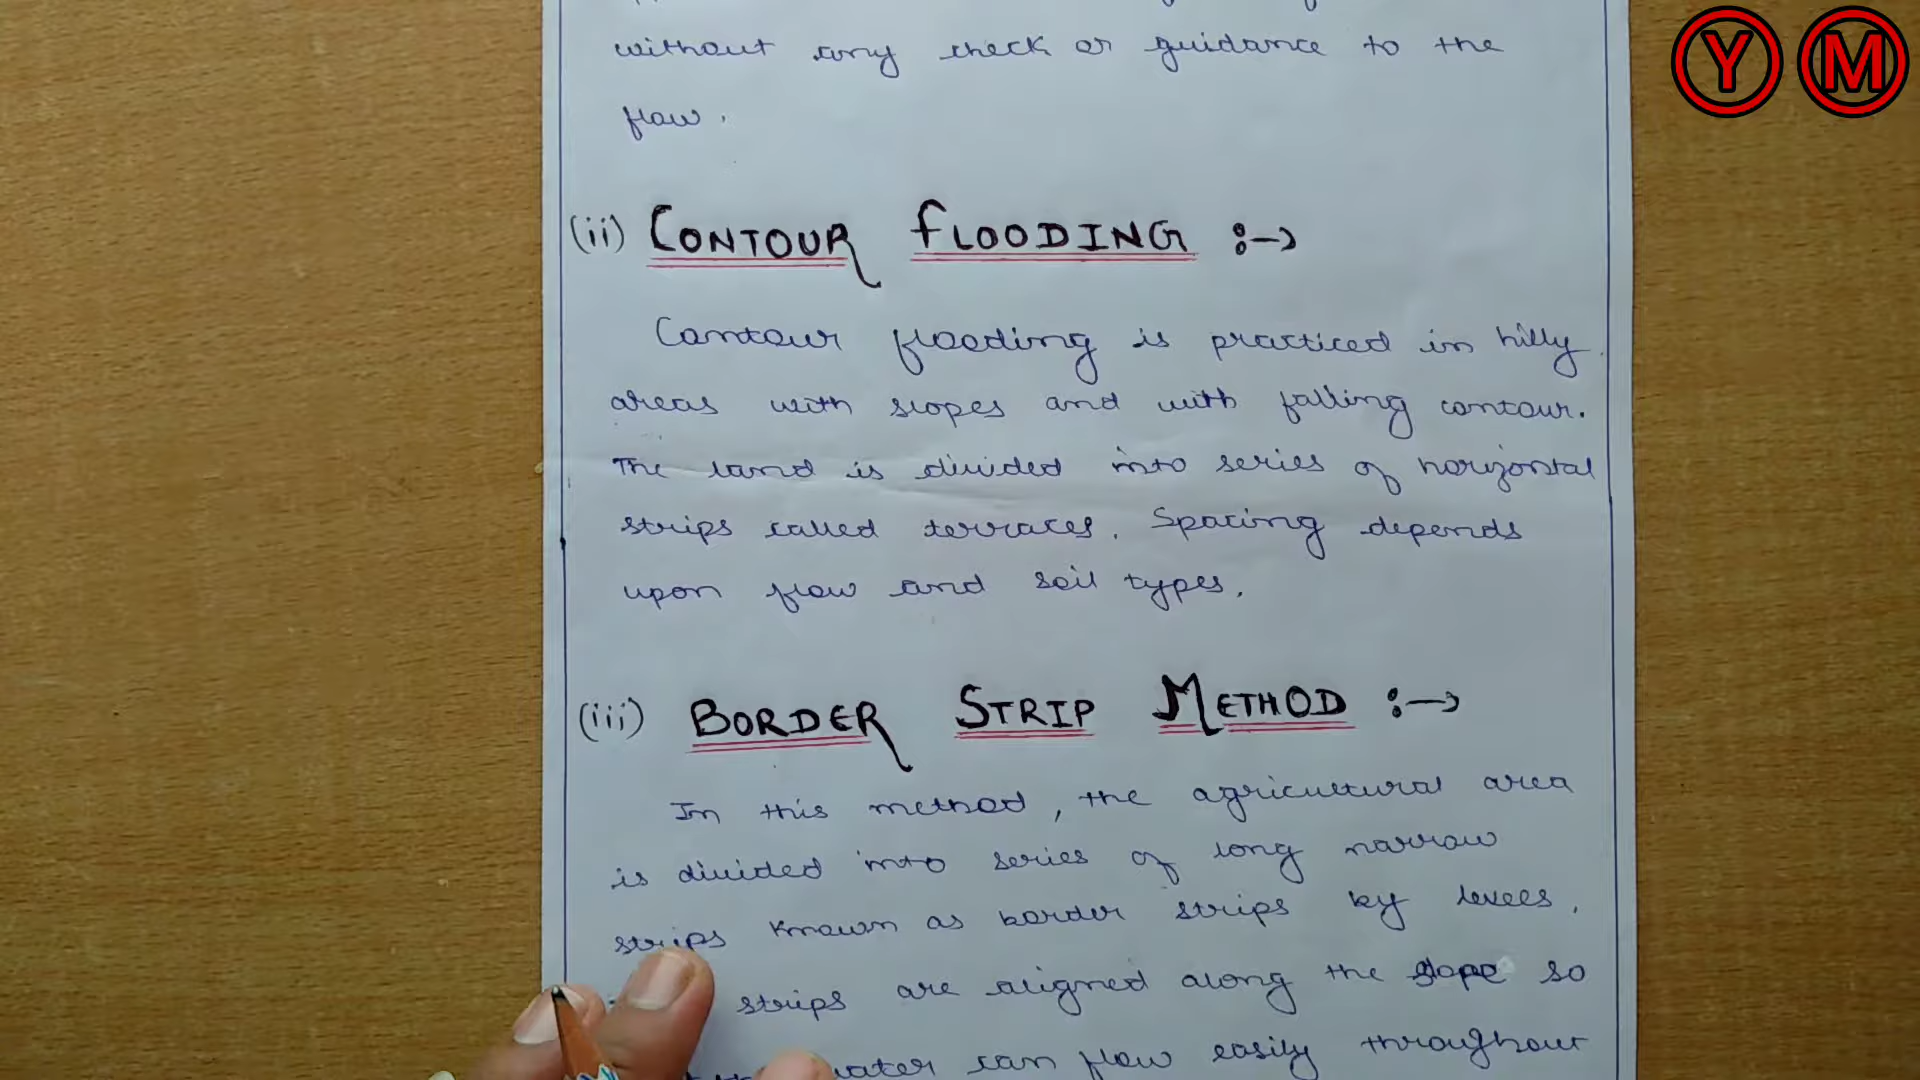 without any check or guidance to the
flow.
(ii) CONTOUR FLOODING :->
Contour flooding is practiced in hilly
areas with slopes and with falling contour.
The land is divided into series of horizontal
strips called terraces. Spacing depends
upon flow and soil types.
(iii) BORDER STRIP METHOD :->
In this method, the agricultural area
is divided into series of long narrow
strips known as border strips by levees.
strips are aligned along the slope so
water can flow easily throughout
Y M